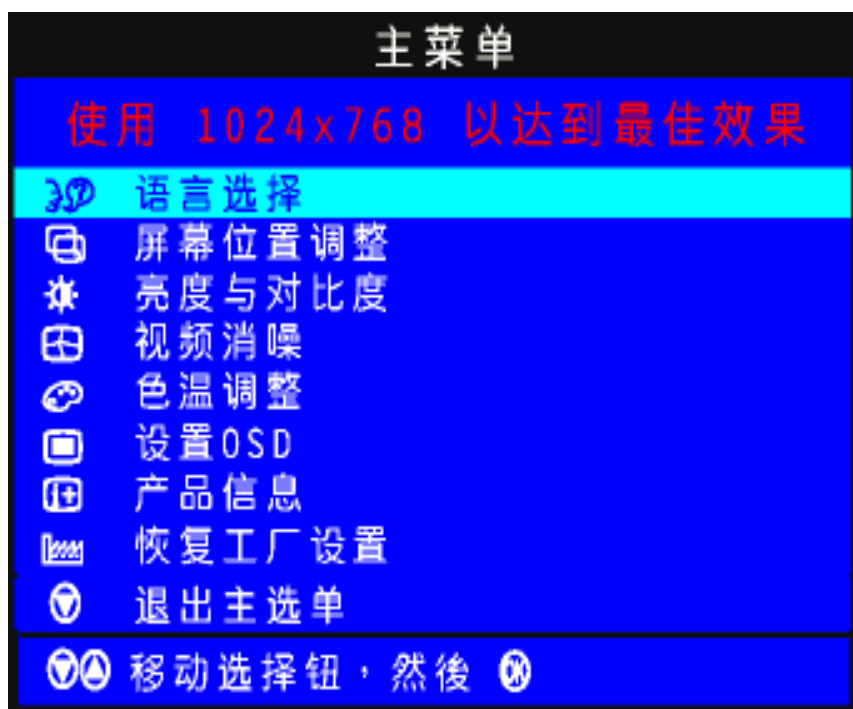 主菜单
使用 1024x768 以达到最佳效果
语言选择
屏幕位置调整
亮度与对比度
视频消噪
色温调整
设置OSD
产品信息
恢复工厂设置
退出主选单
移动选择钮，然後 OK